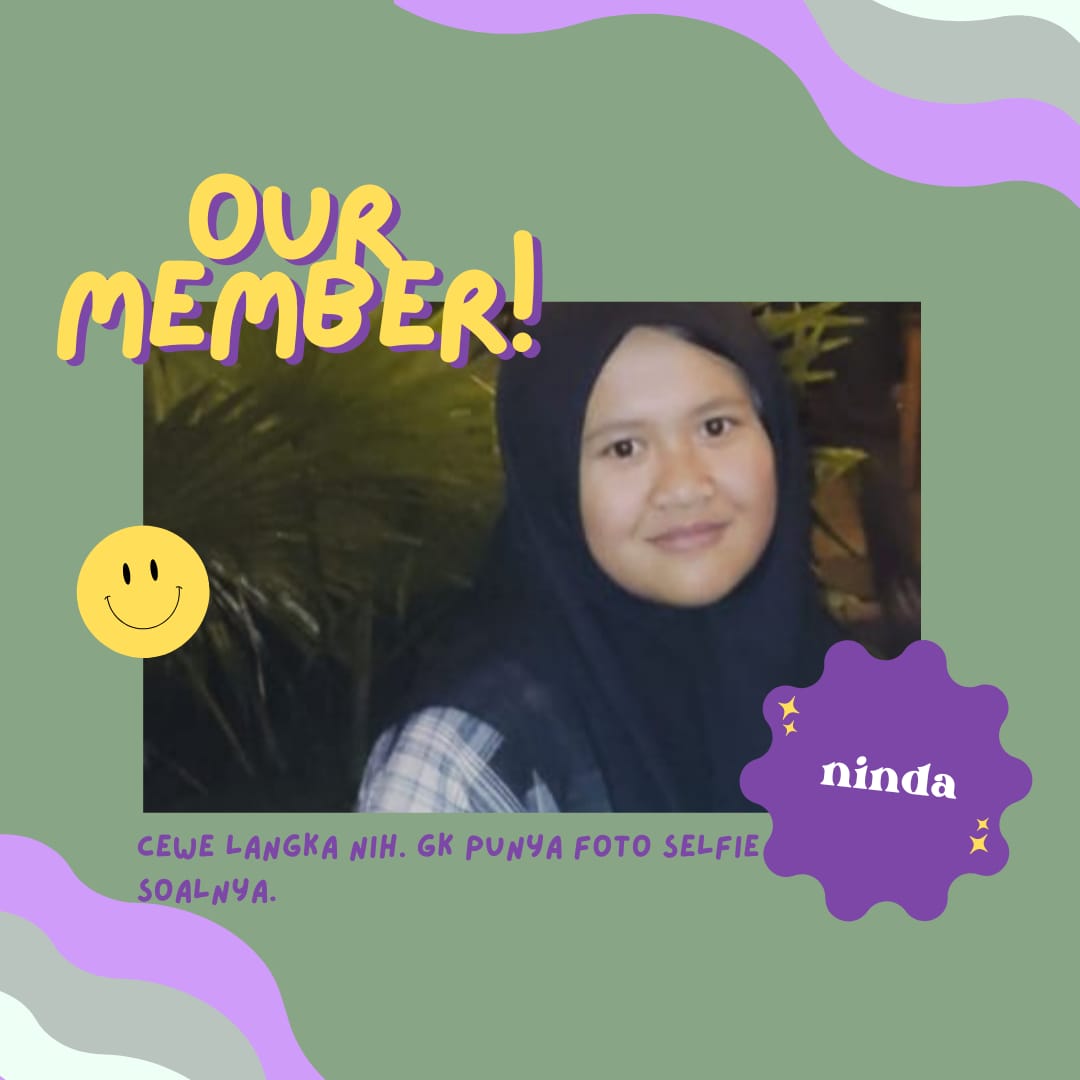 OUR
MEMBER!
CEWE LANGKA NIH. GK PUNYA FOTO SELFIE
SOALNYA.
ninda